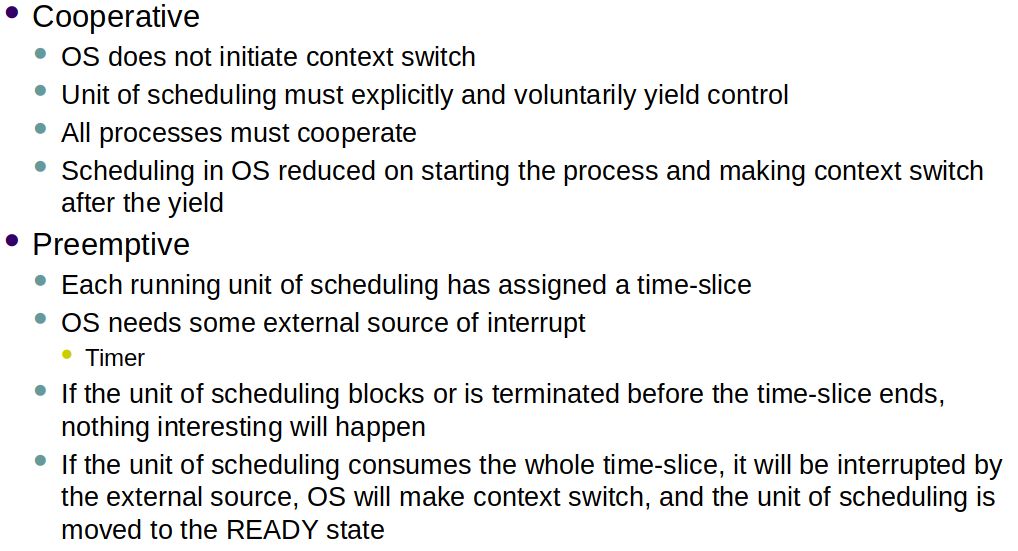 Cooperative
OS does not initiate context switch
Unit of scheduling must explicitly and voluntarily yield control
All processes must cooperate
Scheduling in OS reduced on starting the process and making context switch
after the yield
Preemptive
Each running unit of scheduling has assigned a time-slice
OS needs some external source of interrupt
Timer
If the unit of scheduling blocks or is terminated before the time-slice ends,
nothing interesting will happen
If the unit of scheduling consumes the whole time-slice, it will be interrupted by
the external source, OS will make context switch, and the unit of scheduling is
moved to the READY state